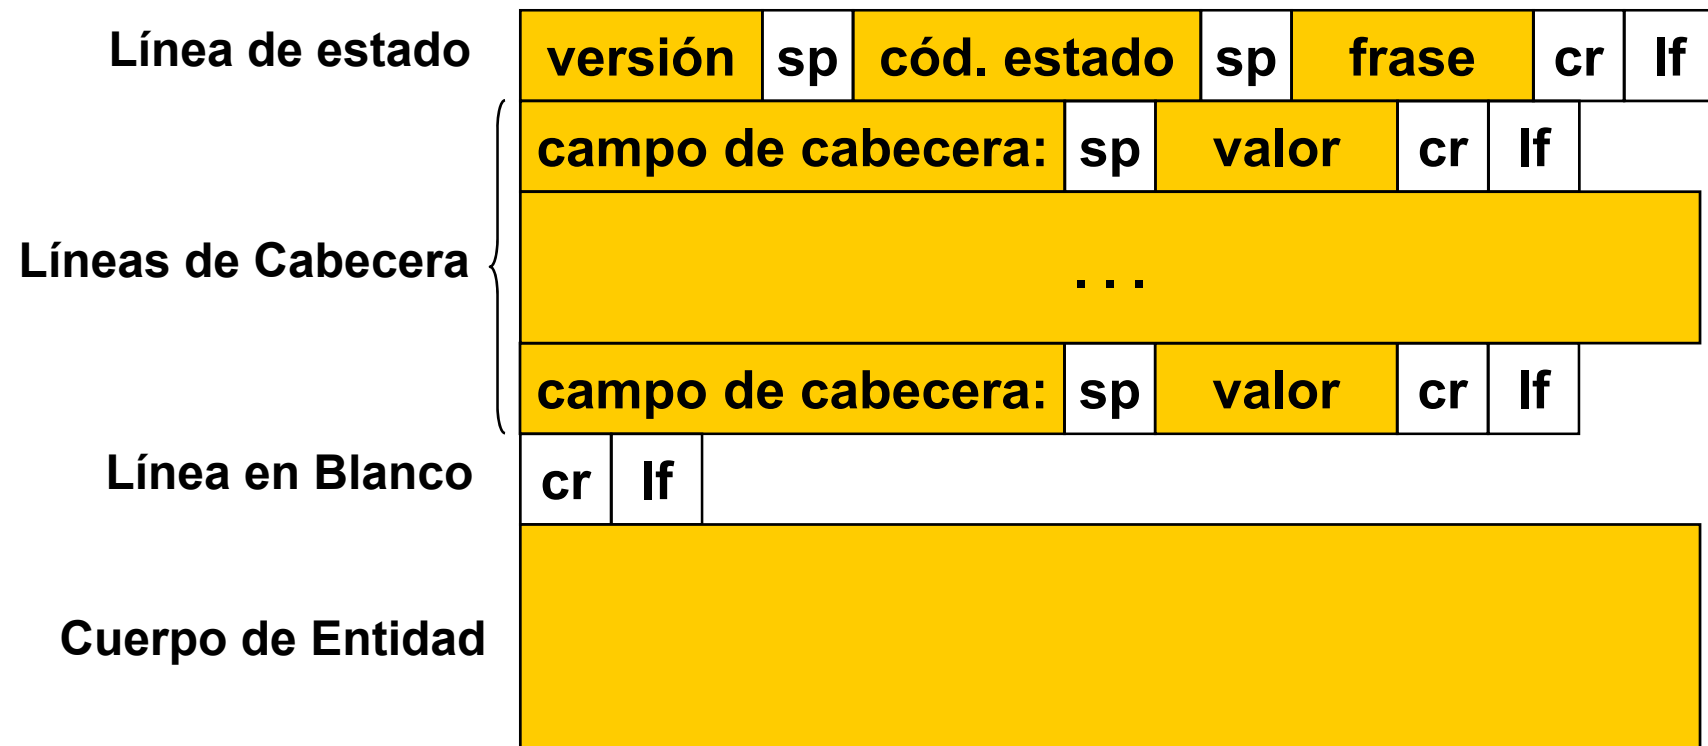 Línea de estado versión sp cód. estado sp frase cr lf
campo de cabecera: sp valor cr lf
Líneas de Cabecera . . .
campo de cabecera: sp valor cr lf
Línea en Blanco cr lf
Cuerpo de Entidad